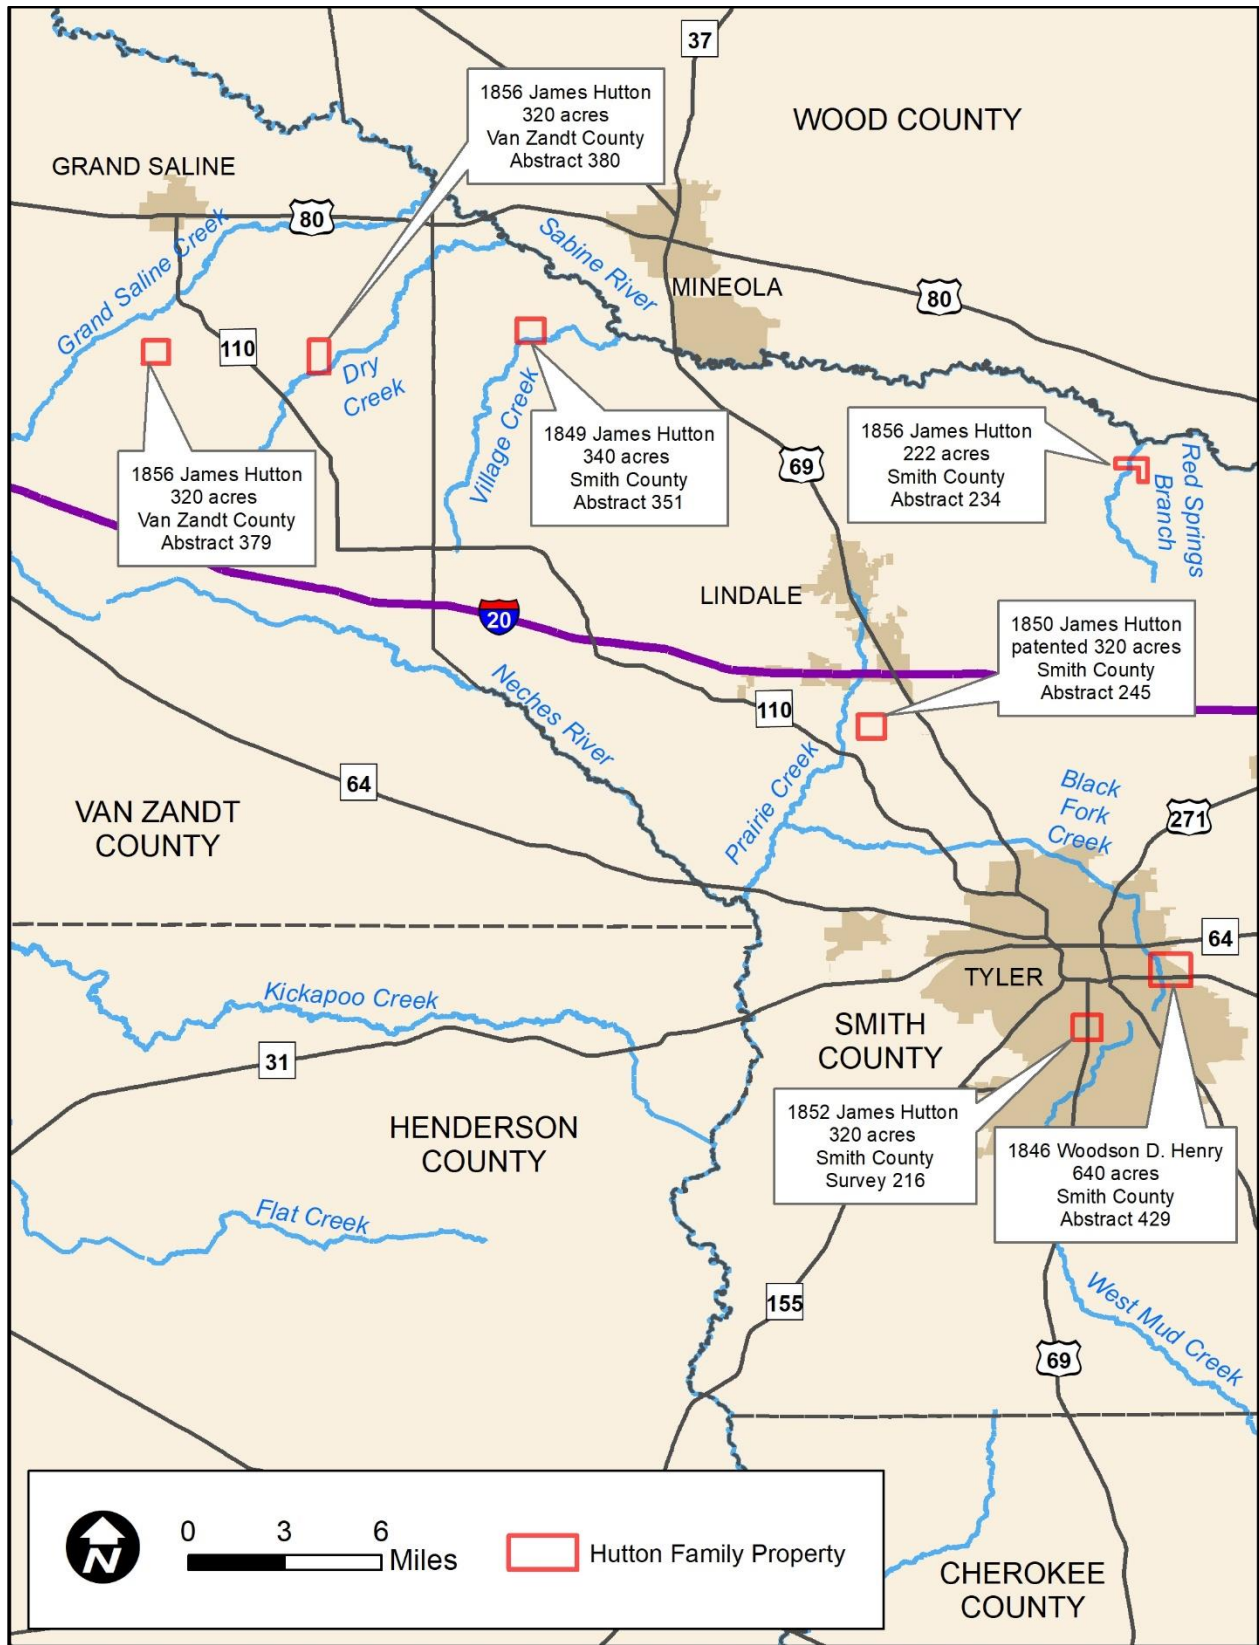 37
1856 James Hutton
320 acres
Van Zandt County
Abstract 380
WOOD COUNTY
GRAND SALINE
80
Grand Saline Creek
Sabine River
MINEOLA
80
110
Dry
Creek
Village Creek
1849 James Hutton
340 acres
Smith County
Abstract 351
1856 James Hutton
222 acres
Smith County
Abstract 234
69
Red Springs
Branch
1856 James Hutton
320 acres
Van Zandt County
Abstract 379
LINDALE
20
1850 James Hutton
patented 320 acres
Smith County
Abstract 245
Neches River
110
64
Prairie Creek
Black
Fork
Creek
271
VAN ZANDT
COUNTY
64
TYLER
Kickapoo Creek
SMITH
COUNTY
31
HENDERSON
COUNTY
1852 James Hutton
320 acres
Smith County
Survey 216
1846 Woodson D. Henry
640 acres
Smith County
Abstract 429
Flat Creek
155
West Mud Creek
69
N
0 3 6
Miles
Hutton Family Property
CHEROKEE
COUNTY